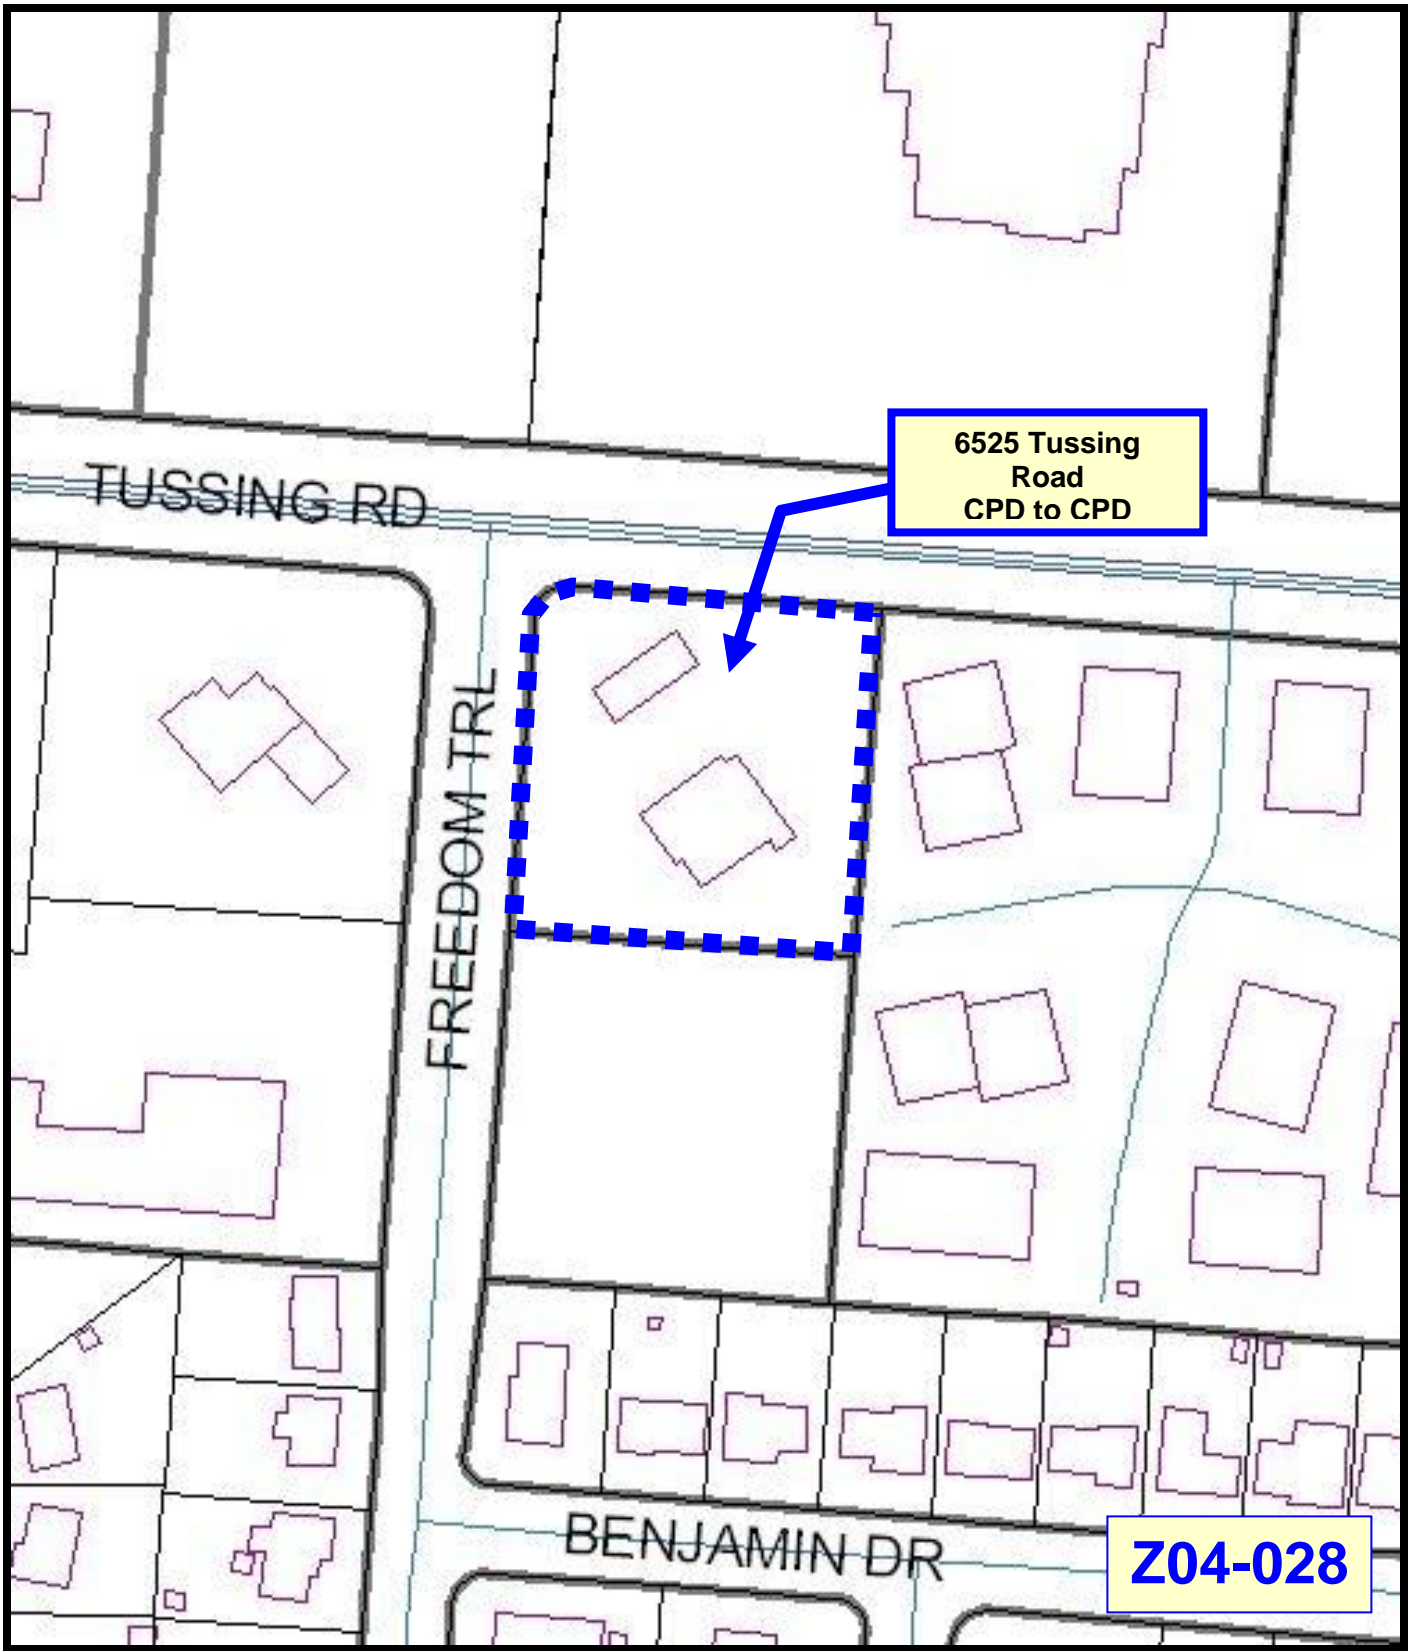 6525 Tussing
Road
CPD to CPD
TUSSING RD
FREEDOM TRL
BENJAMIN DR
Z04-028